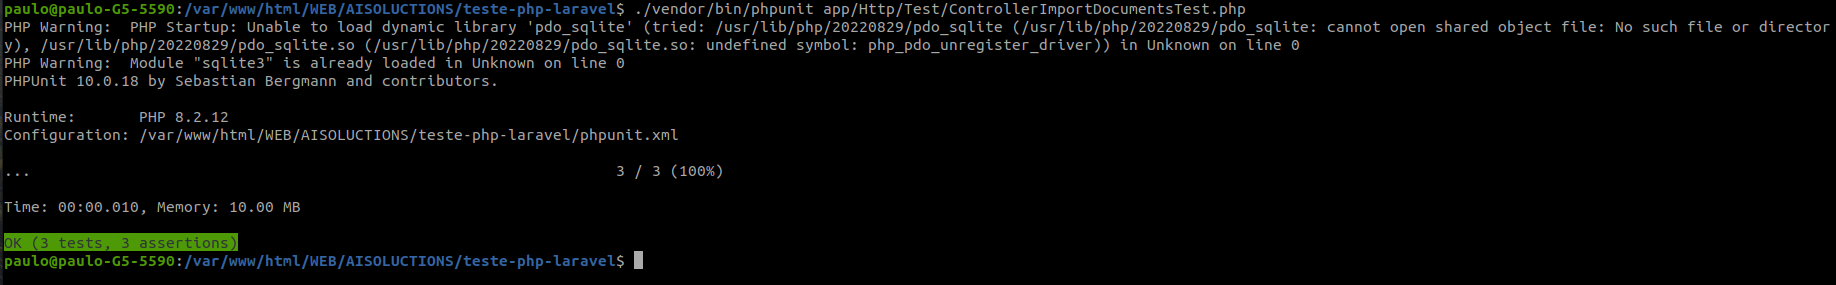 paulo@paulo-G5-5590:/var/www/html/WEB/AISOLUCTIONS/teste-php-laravel$ ./vendor/bin/phpunit app/Http/Test/ControllerImportDocumentsTest.php
PHP Warning:  PHP Startup: Unable to load dynamic library 'pdo_sqlite' (tried: /usr/lib/php/20220829/pdo_sqlite (/usr/lib/php/20220829/pdo_sqlite: cannot open shared object file: No such file or director
y), /usr/lib/php/20220829/pdo_sqlite.so (/usr/lib/php/20220829/pdo_sqlite.so: undefined symbol: php_pdo_unregister_driver)) in Unknown on line 0
PHP Warning:  Module "sqlite3" is already loaded in Unknown on line 0
PHPUnit 10.0.18 by Sebastian Bergmann and contributors.
Runtime:       PHP 8.2.12
Configuration: /var/www/html/WEB/AISOLUCTIONS/teste-php-laravel/phpunit.xml
...                                                                 3 / 3 (100%)
Time: 00:00.010, Memory: 10.00 MB
OK (3 tests, 3 assertions)
paulo@paulo-G5-5590:/var/www/html/WEB/AISOLUCTIONS/teste-php-laravel$